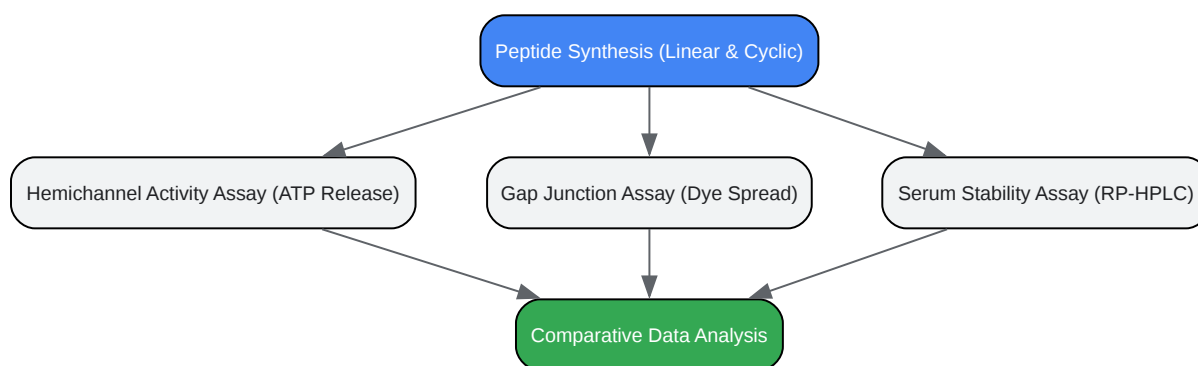 Peptide Synthesis (Linear & Cyclic)
Hemichannel Activity Assay (ATP Release)
Gap Junction Assay (Dye Spread)
Serum Stability Assay (RP-HPLC)
Comparative Data Analysis